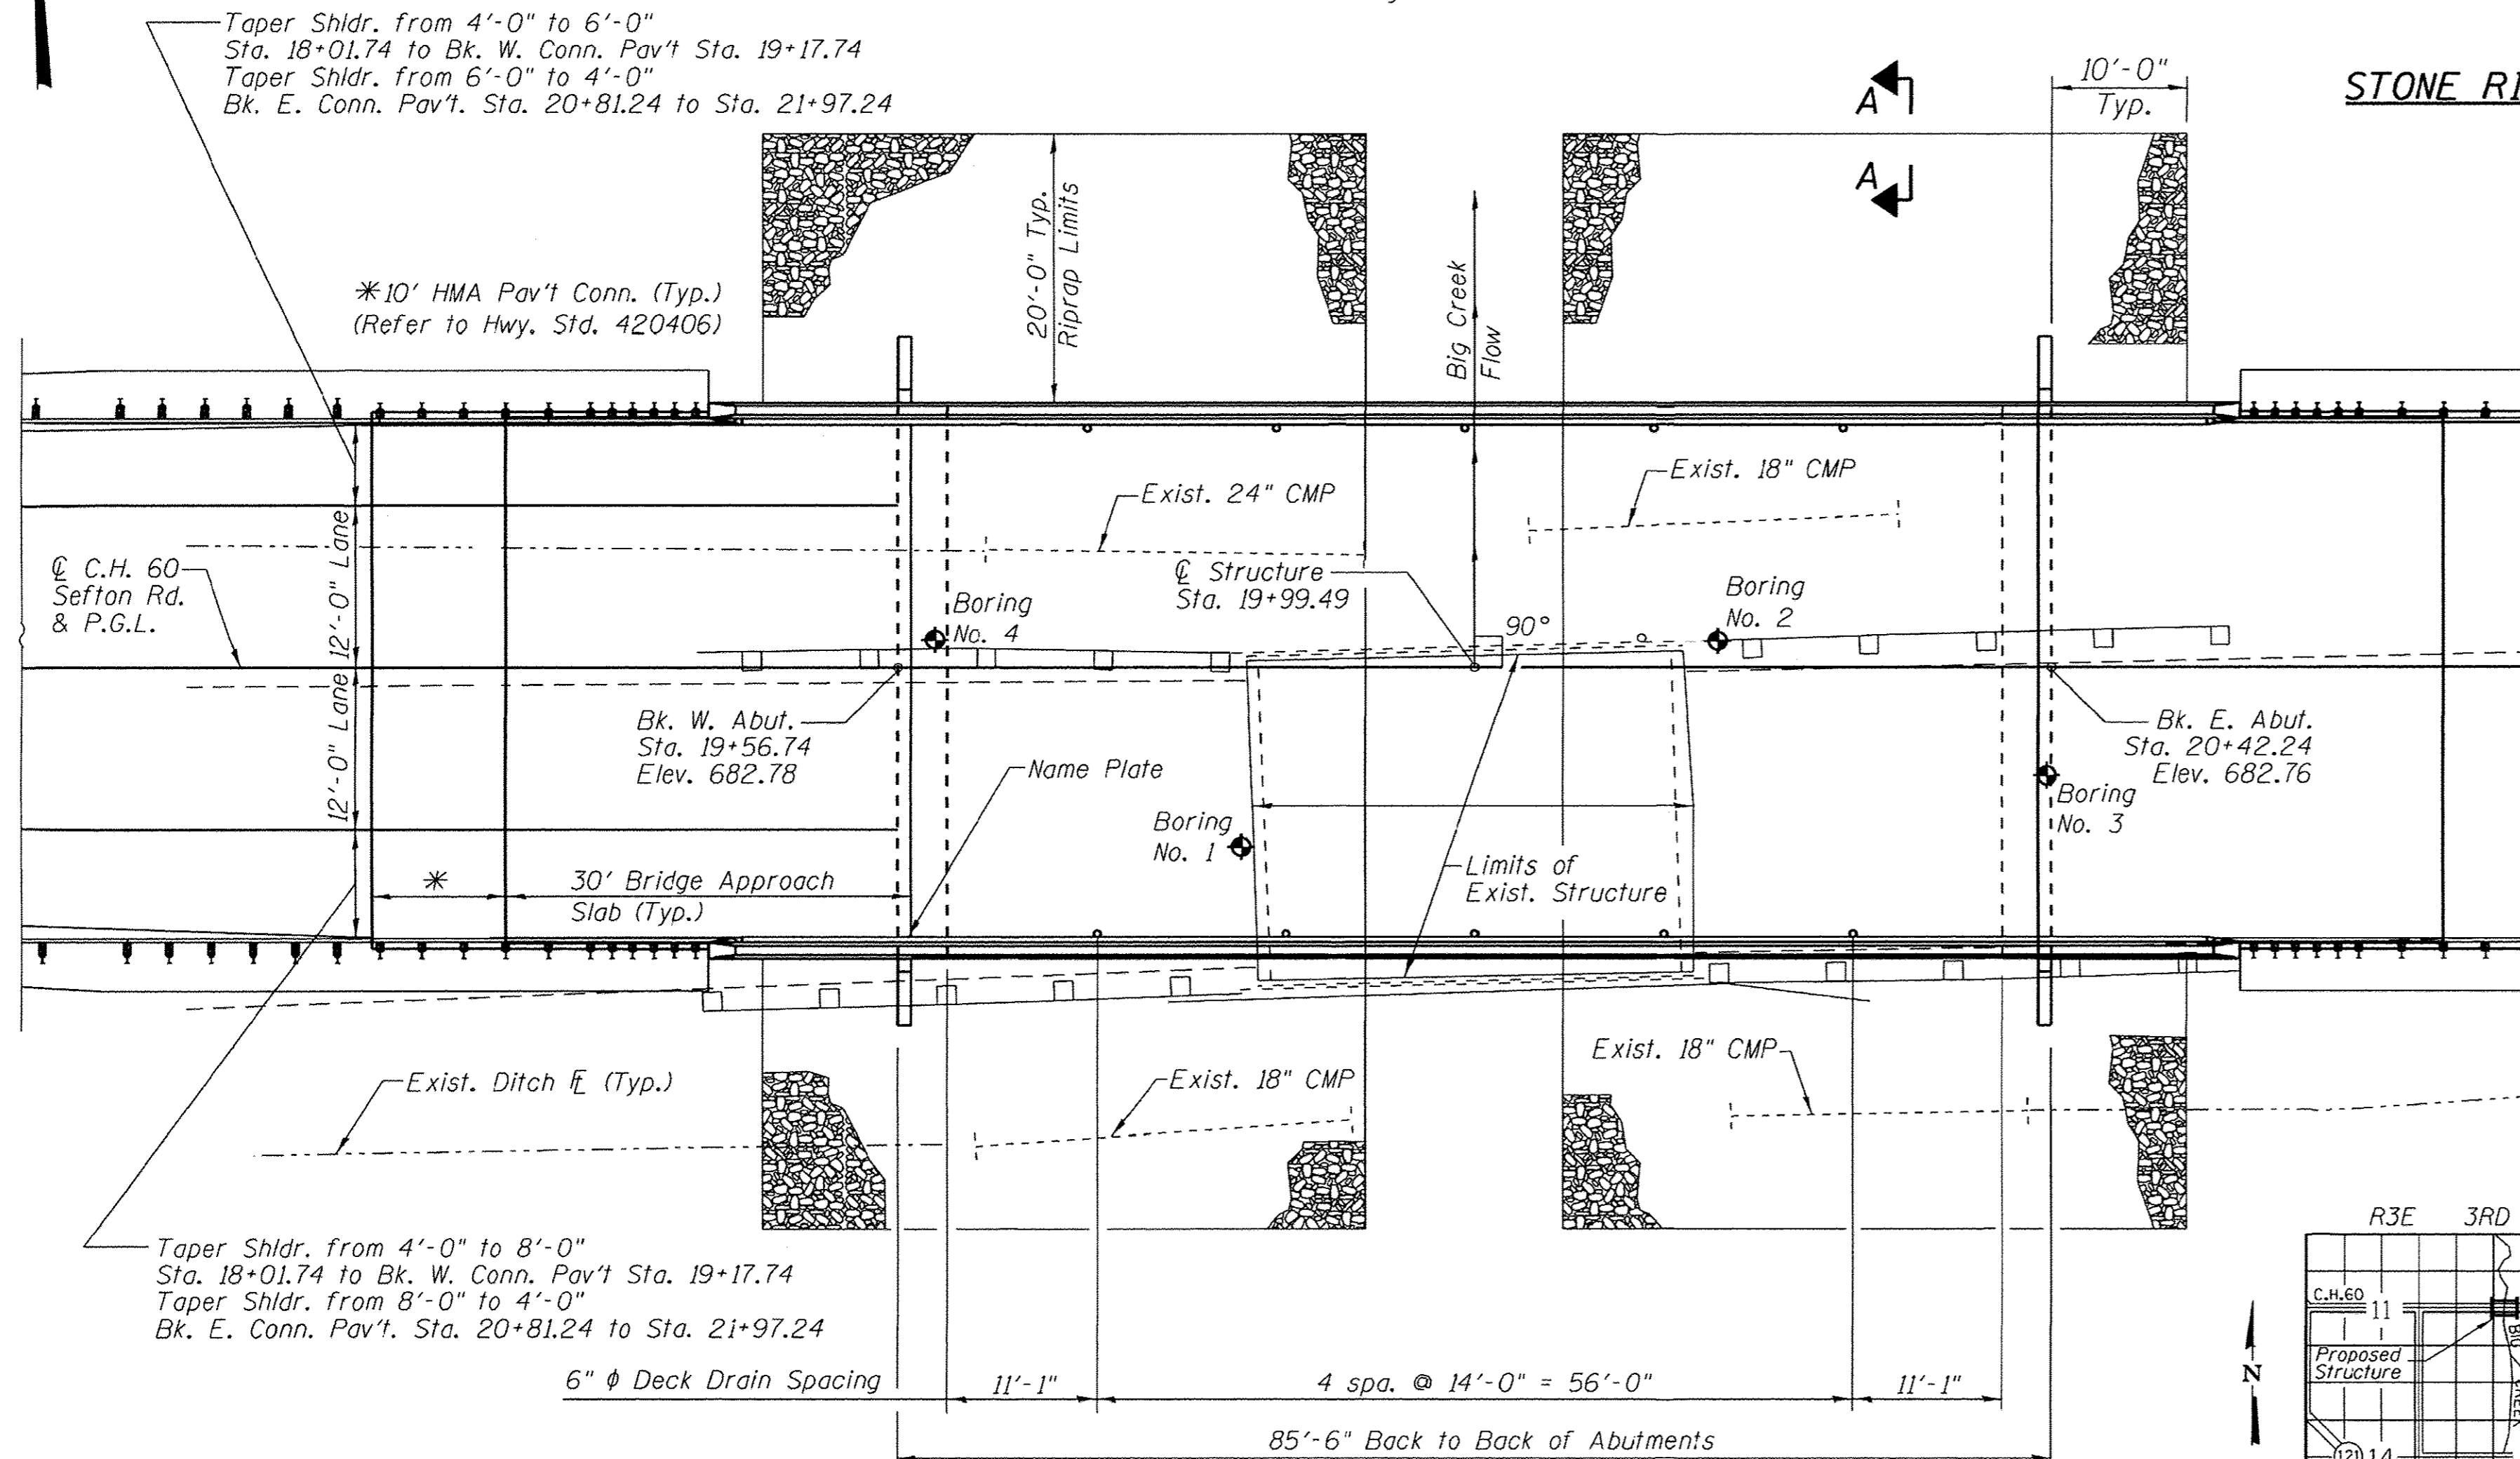 Taper Shldr. from 4'-0" to 6'-0"
Sta. 18+01.74 to Bk. W. Conn. Pav't Sta. 19+17.74
Taper Shldr. from 6'-0" to 4'-0"
Bk. E. Conn. Pav't. Sta. 20+81.24 to Sta. 21+97.24
A
A
10'-0"
Typ.
20'-0" Typ.
Riprap Limits
*10' HMA Pav't Conn. (Typ.)
(Refer to Hwy. Std. 420406)
Big Creek
Flow
Exist. 24" CMP
Exist. 18" CMP
℄ C.H. 60
Sefton Rd.
& P.G.L.
12'-0" Lane
12'-0" Lane
℄ Structure
Sta. 19+99.49
Boring
No. 4
90°
Boring
No. 2
Bk. W. Abut.
Sta. 19+56.74
Elev. 682.78
Name Plate
Bk. E. Abut.
Sta. 20+42.24
Elev. 682.76
Boring
No. 1
Boring
No. 3
Limits of
Exist. Structure
*
30' Bridge Approach
Slab (Typ.)
Exist. Ditch ℄ (Typ.)
Exist. 18" CMP
Exist. 18" CMP
Taper Shldr. from 4'-0" to 8'-0"
Sta. 18+01.74 to Bk. W. Conn. Pav't Sta. 19+17.74
Taper Shldr. from 8'-0" to 4'-0"
Bk. E. Conn. Pav't. Sta. 20+81.24 to Sta. 21+97.24
6" ϕ Deck Drain Spacing
11'-1"
4 spa. @ 14'-0" = 56'-0"
11'-1"
85'-6" Back to Back of Abutments
STONE
R3E 3RD
C.H.60
11
Proposed
Structure
BIG CREEK
N
121
14